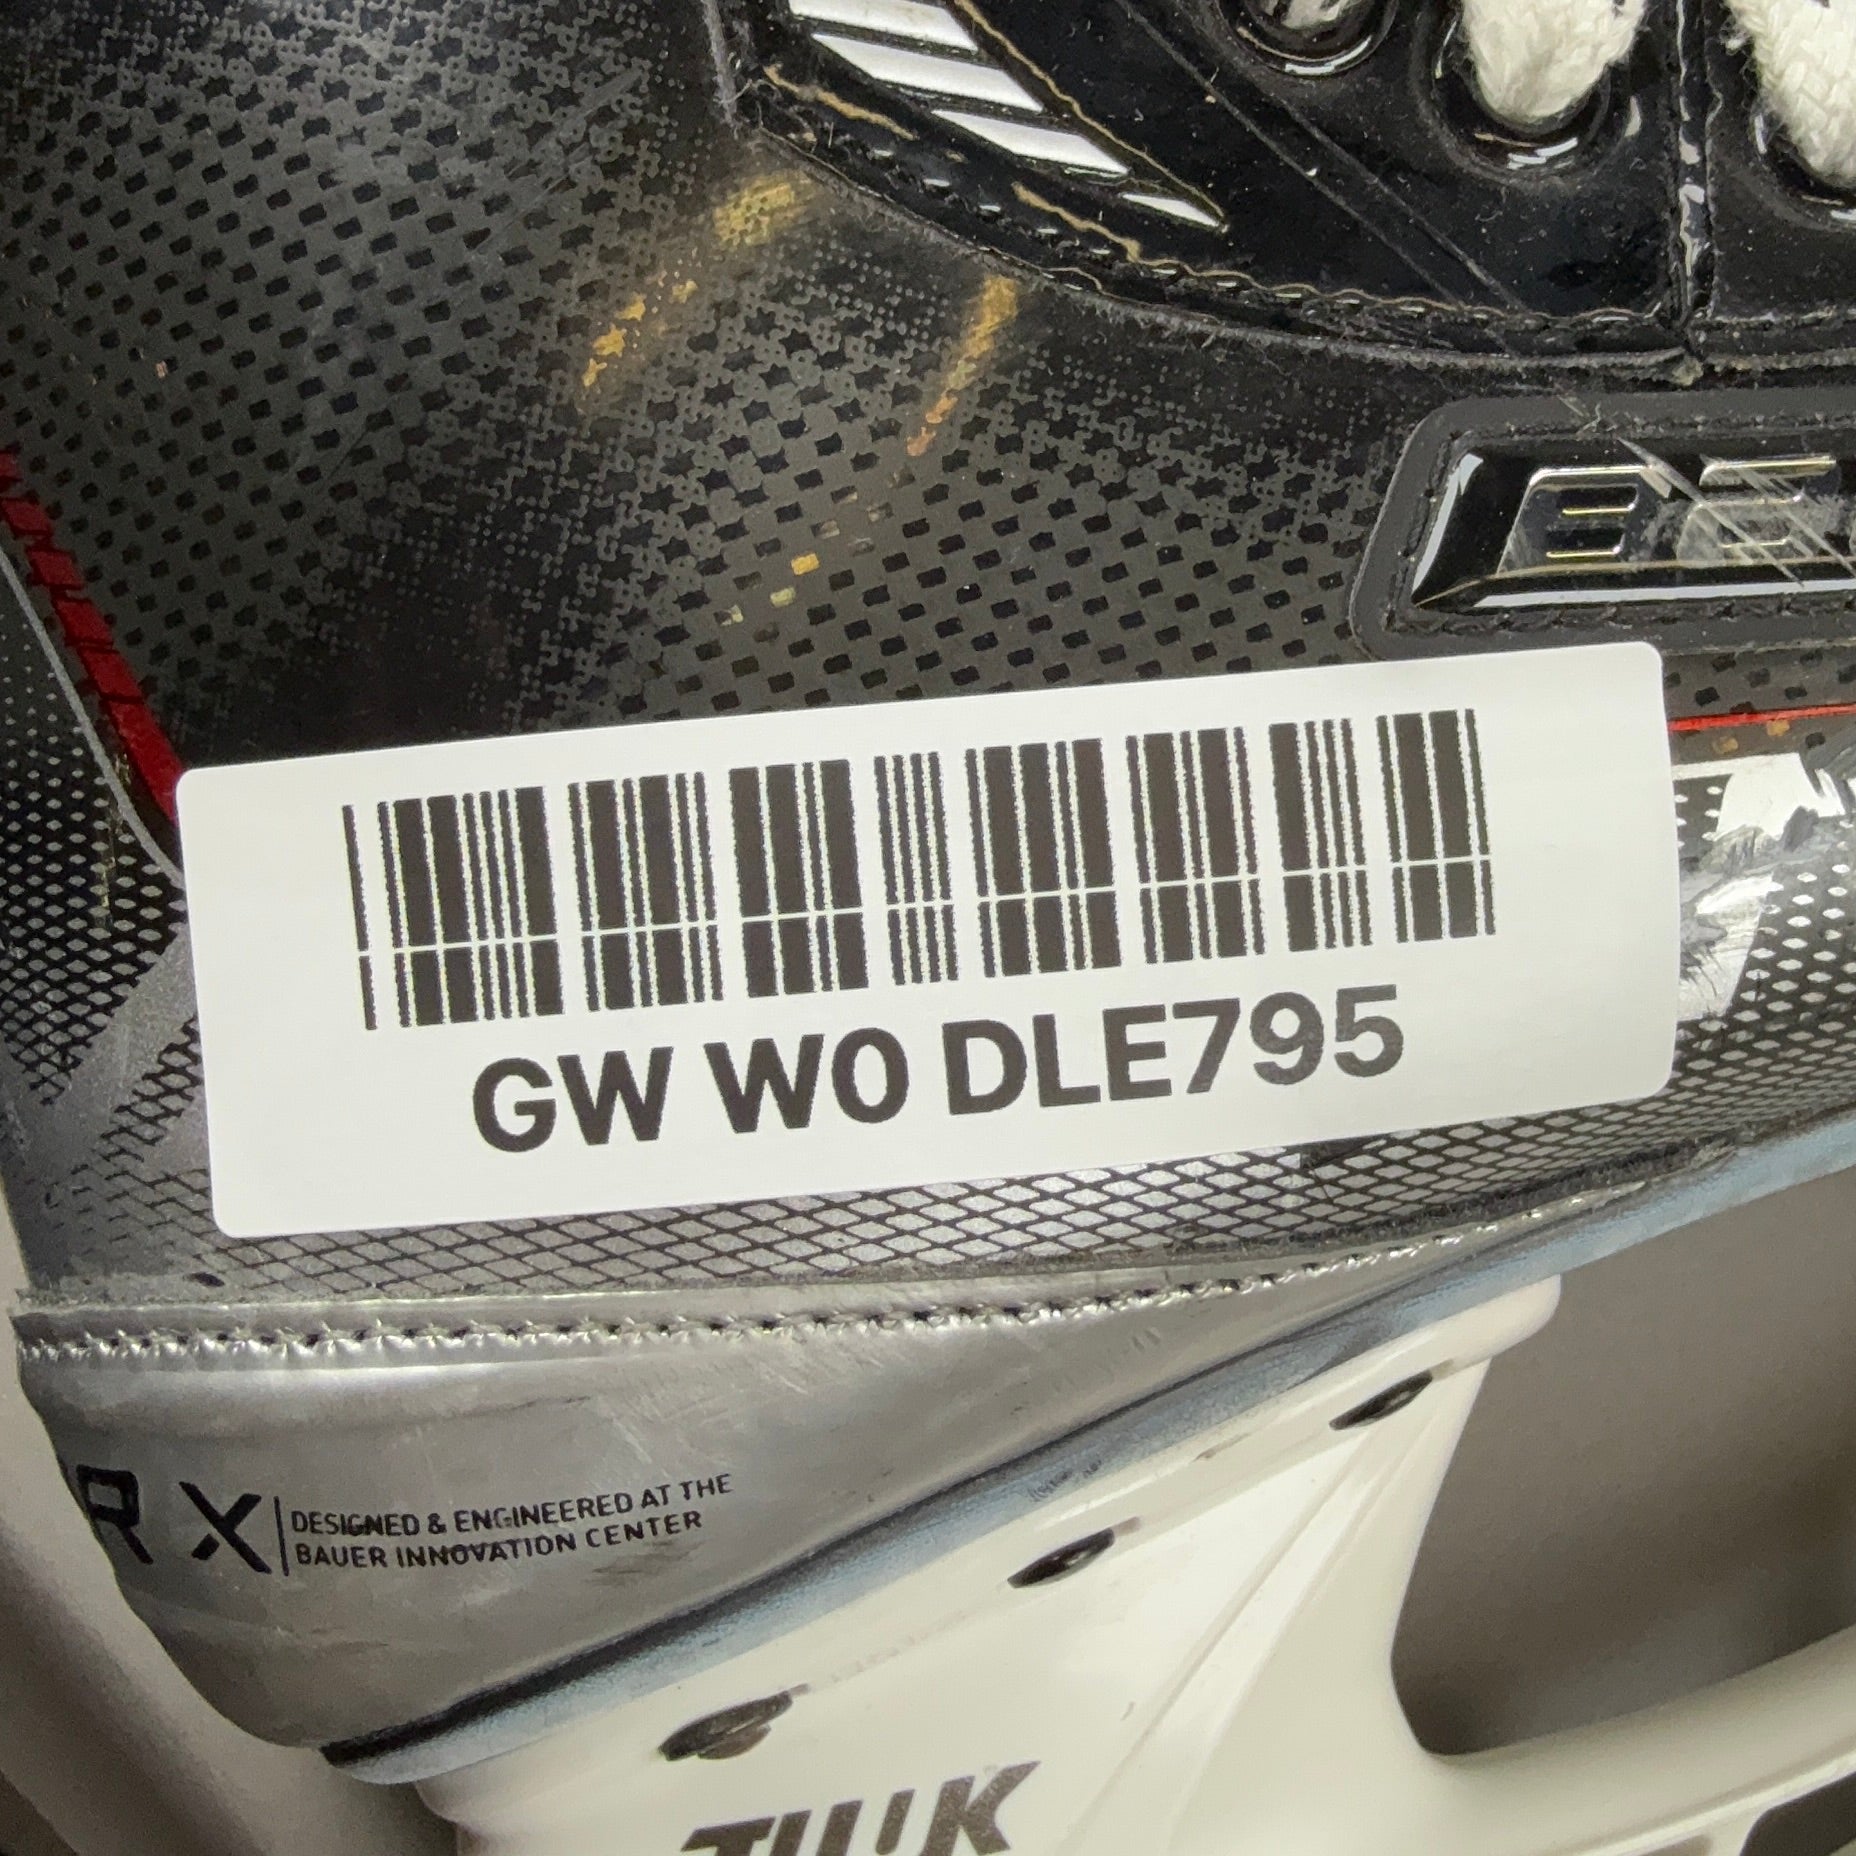 GW W0 DLE795
R X
DESIGNED & ENGINEERED AT THE
BAUER INNOVATION CENTER
TUUK